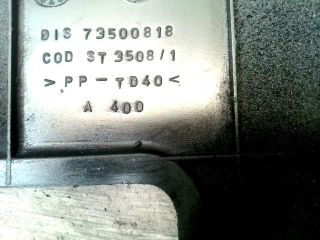 DIS 73500818
COD ST 3508/1
>PP-TD40<
A 400